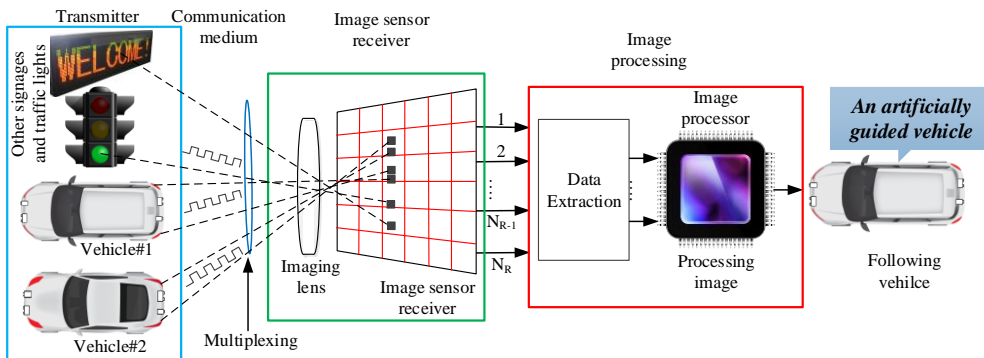 Transmitter
Communication
medium
Image sensor
receiver
Image
processing
WELCOME!
Other signages
and traffic lights
Vehicle#1
Vehicle#2
Multiplexing
Imaging
lens
Image sensor
receiver
1
2
N_R-1
N_R
Data
Extraction
Image
processor
Processing
image
An artificially
guided vehicle
Following
vehilce